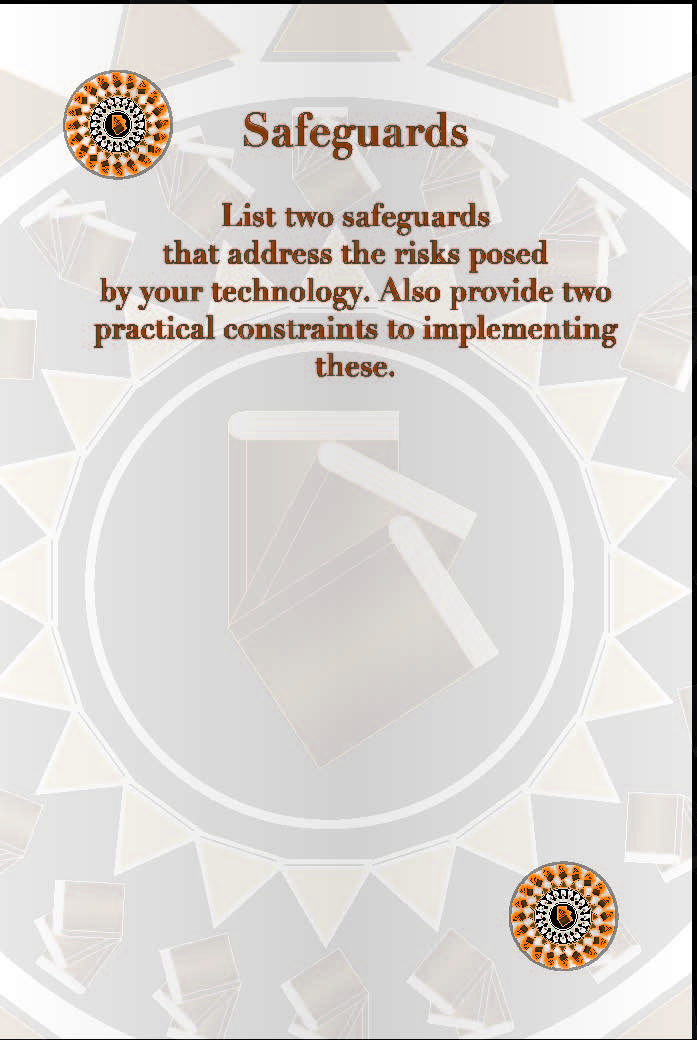 Safeguards
List two safeguards
that address the risks posed
by your technology. Also provide two
practical constraints to implementing
these.